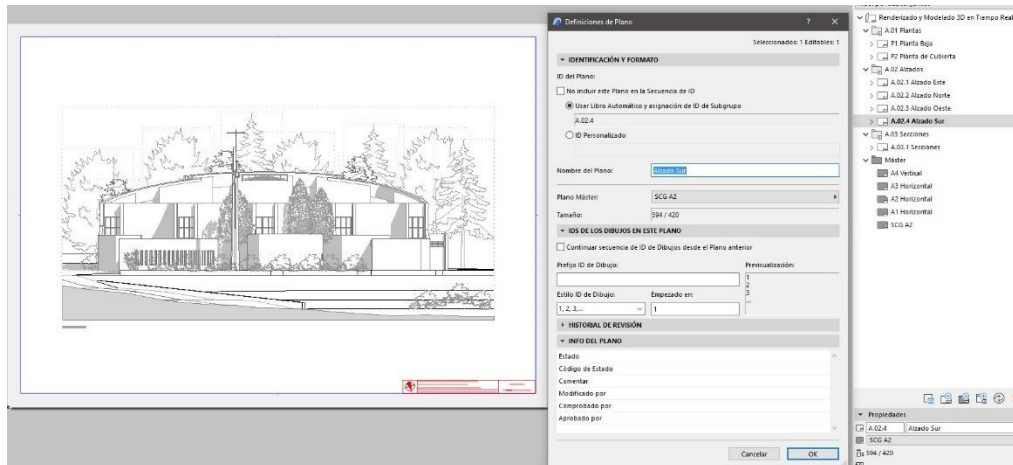 Definiciones de Plano
? ×
Seleccionados: 1 Editables: 1
IDENTIFICACIÓN Y FORMATO
ID del Plano:
No incluir este Plano en la Secuencia de ID
Usar Libro Automático y asignación de ID de Subgrupo
A.02.4
ID Personalizado
Nombre del Plano:
Alzado Sur
Plano Máster:
SCG A2
Tamaño:
594 / 420
IDS DE LOS DIBUJOS EN ESTE PLANO
Continuar secuencia de ID de Dibujos desde el Plano anterior
Prefijo ID de Dibujo:
Previsualización:
1
2
3
...
Estilo ID de Dibujo:
Empezado en:
1, 2, 3,...
1
HISTORIAL DE REVISIÓN
INFO DEL PLANO
Estado
Código de Estado
Comentar
Modificado por
Comprobado por
Aprobado por
Cancelar
OK
Renderizado y Modelado 3D en Tiempo Real
A.01 Plantas
P1 Planta Baja
P2 Planta de Cubierta
A.02 Alzados
A.02.1 Alzado Este
A.02.2 Alzado Norte
A.02.3 Alzado Oeste
A.02.4 Alzado Sur
A.03 Secciones
A.03.1 Secciones
Máster
A4 Vertical
A3 Horizontal
A2 Horizontal
A1 Horizontal
SCG A2
Propiedades
A.02.4
Alzado Sur
SCG A2
594 / 420